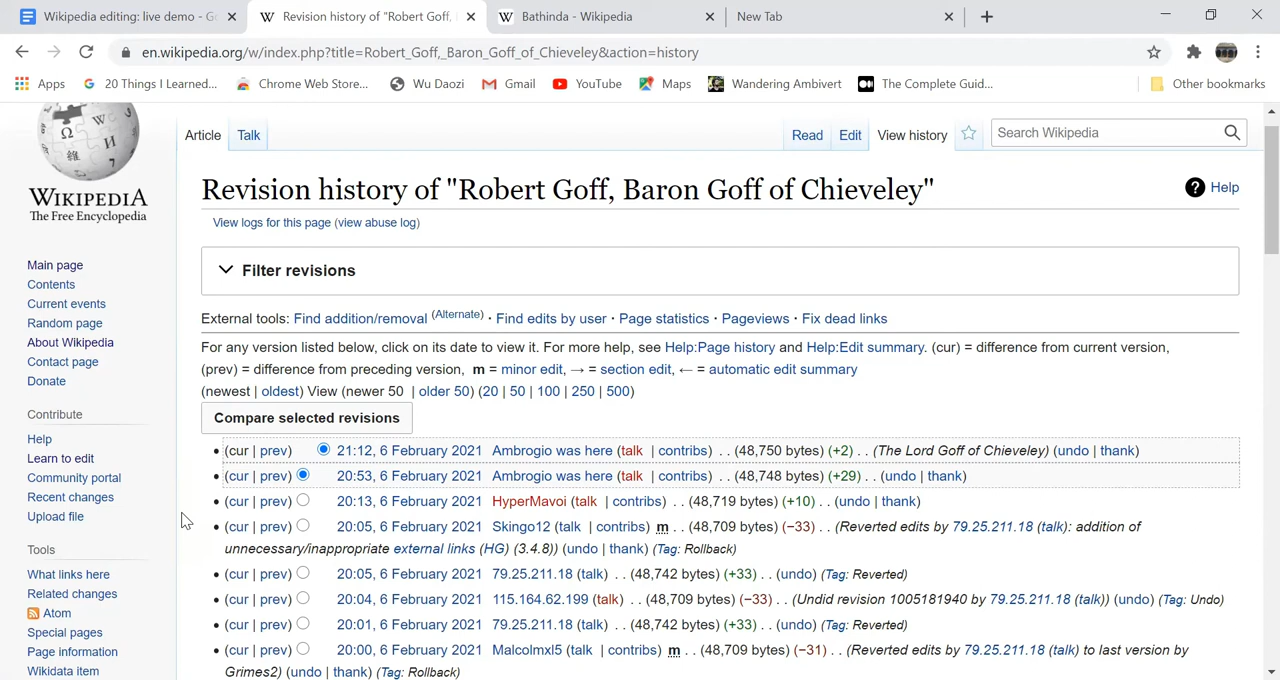 Wikipedia editing: live demo - Go
Revision history of "Robert Goff,
Bathinda - Wikipedia
New Tab
en.wikipedia.org/w/index.php?title=Robert_Goff,_Baron_Goff_of_Chieveley&action=history
Apps
20 Things I Learned...
Chrome Web Store...
Wu Daozi
Gmail
YouTube
Maps
Wandering Ambivert
The Complete Guid...
Other bookmarks
WIKIPEDIA
The Free Encyclopedia
Main page
Contents
Current events
Random page
About Wikipedia
Contact page
Donate
Contribute
Help
Learn to edit
Community portal
Recent changes
Upload file
Tools
What links here
Related changes
Atom
Special pages
Page information
Wikidata item
Article Talk Read Edit View history Search Wikipedia
Revision history of "Robert Goff, Baron Goff of Chieveley"
Help
View logs for this page (view abuse log)
Filter revisions
External tools: Find addition/removal (Alternate) · Find edits by user · Page statistics · Pageviews · Fix dead links
For any version listed below, click on its date to view it. For more help, see Help:Page history and Help:Edit summary. (cur) = difference from current version,
(prev) = difference from preceding version, m = minor edit, → = section edit, ← = automatic edit summary
(newest | oldest) View (newer 50 | older 50) (20 | 50 | 100 | 250 | 500)
Compare selected revisions
(cur | prev) 21:12, 6 February 2021 Ambrogio was here (talk | contribs) . . (48,750 bytes) (+2) . . (The Lord Goff of Chieveley) (undo | thank)
(cur | prev) 20:53, 6 February 2021 Ambrogio was here (talk | contribs) . . (48,748 bytes) (+29) . . (undo | thank)
(cur | prev) 20:13, 6 February 2021 HyperMavoi (talk | contribs) . . (48,719 bytes) (+10) . . (undo | thank)
(cur | prev) 20:05, 6 February 2021 Skingo12 (talk | contribs) m . . (48,709 bytes) (−33) . . (Reverted edits by 79.25.211.18 (talk): addition of
unnecessary/inappropriate external links (HG) (3.4.8)) (undo | thank) (Tag: Rollback)
(cur | prev) 20:05, 6 February 2021 79.25.211.18 (talk) . . (48,742 bytes) (+33) . . (undo) (Tag: Reverted)
(cur | prev) 20:04, 6 February 2021 115.164.62.199 (talk) . . (48,709 bytes) (−33) . . (Undid revision 1005181940 by 79.25.211.18 (talk)) (undo) (Tag: Undo)
(cur | prev) 20:01, 6 February 2021 79.25.211.18 (talk) . . (48,742 bytes) (+33) . . (undo) (Tag: Reverted)
(cur | prev) 20:00, 6 February 2021 Malcolmxl5 (talk | contribs) m . . (48,709 bytes) (−31) . . (Reverted edits by 79.25.211.18 (talk) to last version by
Grimes2) (undo | thank) (Tag: Rollback)